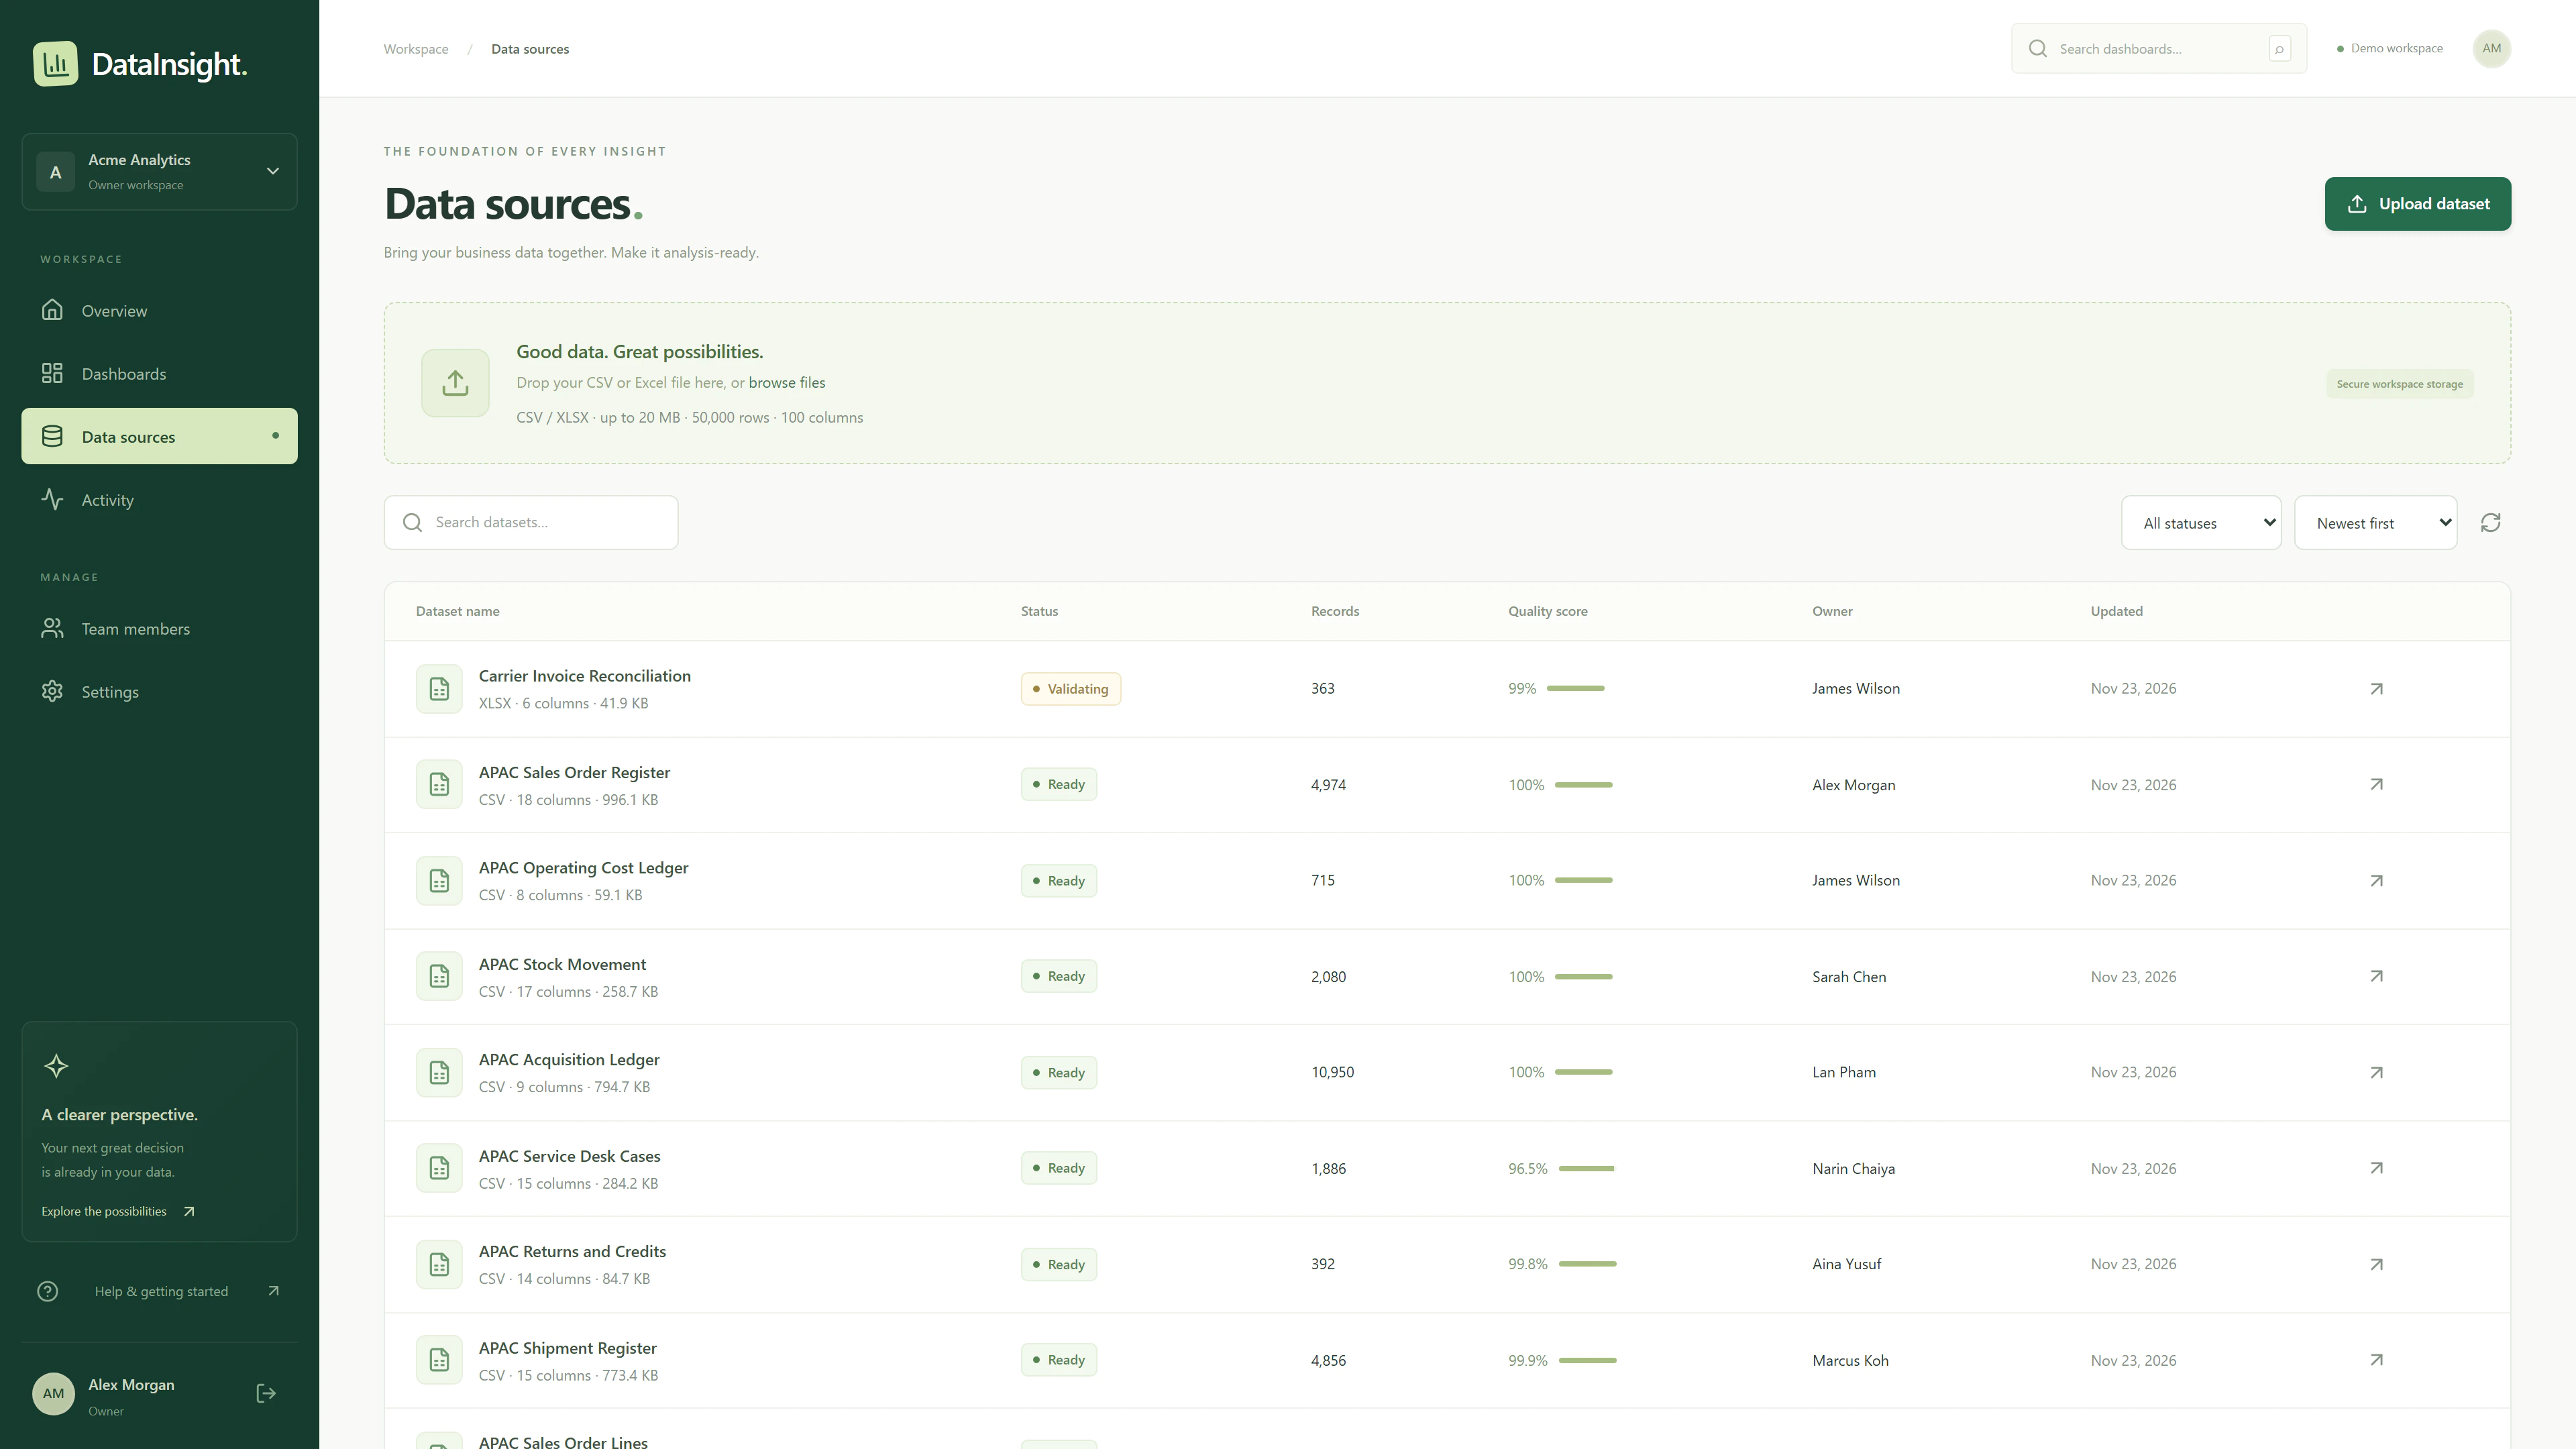 DataInsight.
A
Acme Analytics
Owner workspace
WORKSPACE
Overview
Dashboards
Data sources
Activity
MANAGE
Team members
Settings
A clearer perspective.
Your next great decision
is already in your data.
Explore the possibilities
Help & getting started
AM
Alex Morgan
Owner
Workspace / Data sources
Search dashboards...
Demo workspace
AM
THE FOUNDATION OF EVERY INSIGHT
Data sources.
Bring your business data together. Make it analysis-ready.
Upload dataset
Good data. Great possibilities.
Drop your CSV or Excel file here, or browse files
CSV / XLSX · up to 20 MB · 50,000 rows · 100 columns
Secure workspace storage
Search datasets...
All statuses
Newest first
Dataset name Status Records Quality score Owner Updated
Carrier Invoice Reconciliation
XLSX · 6 columns · 41.9 KB
Validating 363 99% James Wilson Nov 23, 2026
APAC Sales Order Register
CSV · 18 columns · 996.1 KB
Ready 4,974 100% Alex Morgan Nov 23, 2026
APAC Operating Cost Ledger
CSV · 8 columns · 59.1 KB
Ready 715 100% James Wilson Nov 23, 2026
APAC Stock Movement
CSV · 17 columns · 258.7 KB
Ready 2,080 100% Sarah Chen Nov 23, 2026
APAC Acquisition Ledger
CSV · 9 columns · 794.7 KB
Ready 10,950 100% Lan Pham Nov 23, 2026
APAC Service Desk Cases
CSV · 15 columns · 284.2 KB
Ready 1,886 96.5% Narin Chaiya Nov 23, 2026
APAC Returns and Credits
CSV · 14 columns · 84.7 KB
Ready 392 99.8% Aina Yusuf Nov 23, 2026
APAC Shipment Register
CSV · 15 columns · 773.4 KB
Ready 4,856 99.9% Marcus Koh Nov 23, 2026
APAC Sales Order Lines